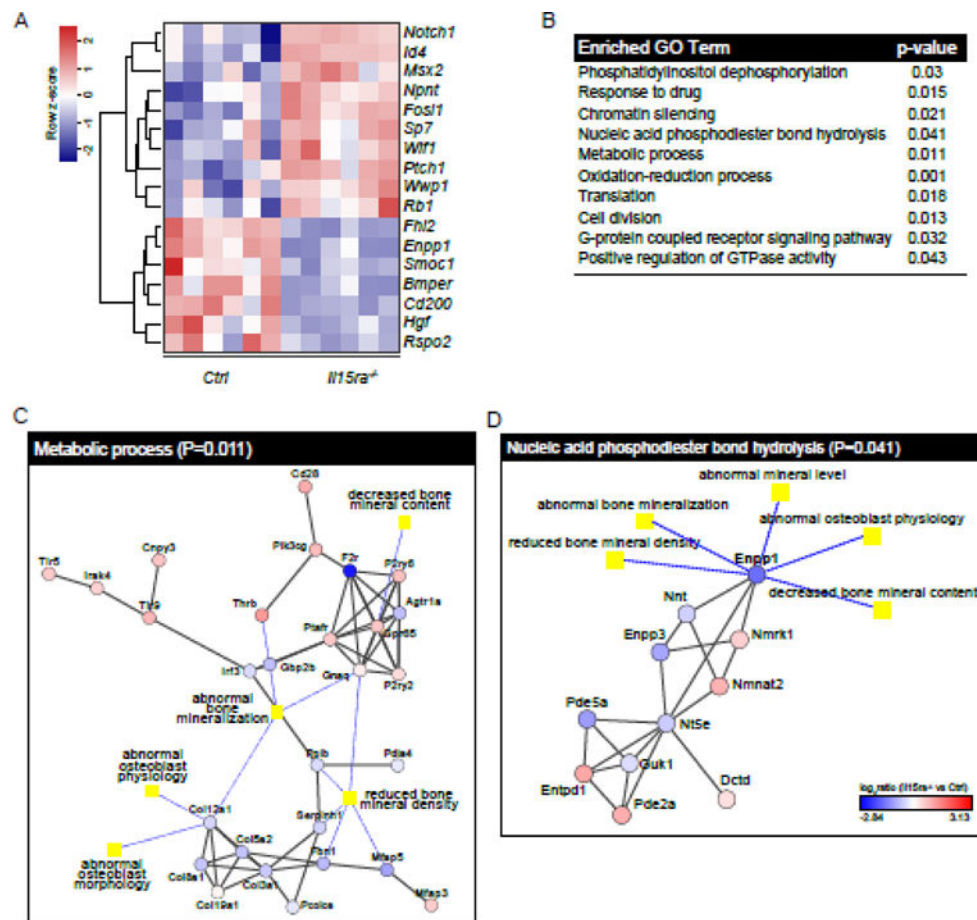 A
Row z-score
2
1
0
-1
-2
Notch1
Id4
Msx2
Npnt
Fosl1
Sp7
Wif1
Ptch1
Wwp1
Rb1
Fhl2
Enpp1
Smoc1
Bmper
Cd200
Hgf
Rspo2
Ctrl
Il15ra-/-
B
Enriched GO Term p-value
Phosphatidylinositol dephosphorylation 0.03
Response to drug 0.015
Chromatin silencing 0.021
Nucleic acid phosphodiester bond hydrolysis 0.041
Metabolic process 0.011
Oxidation-reduction process 0.001
Translation 0.018
Cell division 0.013
G-protein coupled receptor signaling pathway 0.032
Positive regulation of GTPase activity 0.043
C
Metabolic process (P=0.011)
Cd28
decreased bone
mineral content
Cnpy3
Pik3cg
F2r
P2ry6
Tlr5
Irak4
Tlr9
Thrb
Agtr1a
Ptafr
Gpr65
Irf3
Gbp2b
Gnaq
P2ry2
abnormal
bone
mineralization
Ppib
Pdia4
abnormal
osteoblast
physiology
reduced bone
mineral density
Col12a1
Serpinh1
Col5a2
Fbn1
Mfap5
abnormal
osteoblast
morphology
Col8a1
Col3a1
Col19a1
Pcolce
Mfap3
D
Nucleic acid phosphodiester bond hydrolysis (P=0.041)
abnormal mineral level
abnormal bone mineralization
abnormal osteoblast physiology
reduced bone mineral density
Enpp1
decreased bone mineral content
Nnt
Enpp3
Nmrk1
Nmnat2
Pde5a
Nt5e
Guk1
Dctd
Entpd1
Pde2a
log2ratio (Il15ra-/- vs Ctrl)
-2.84 3.13